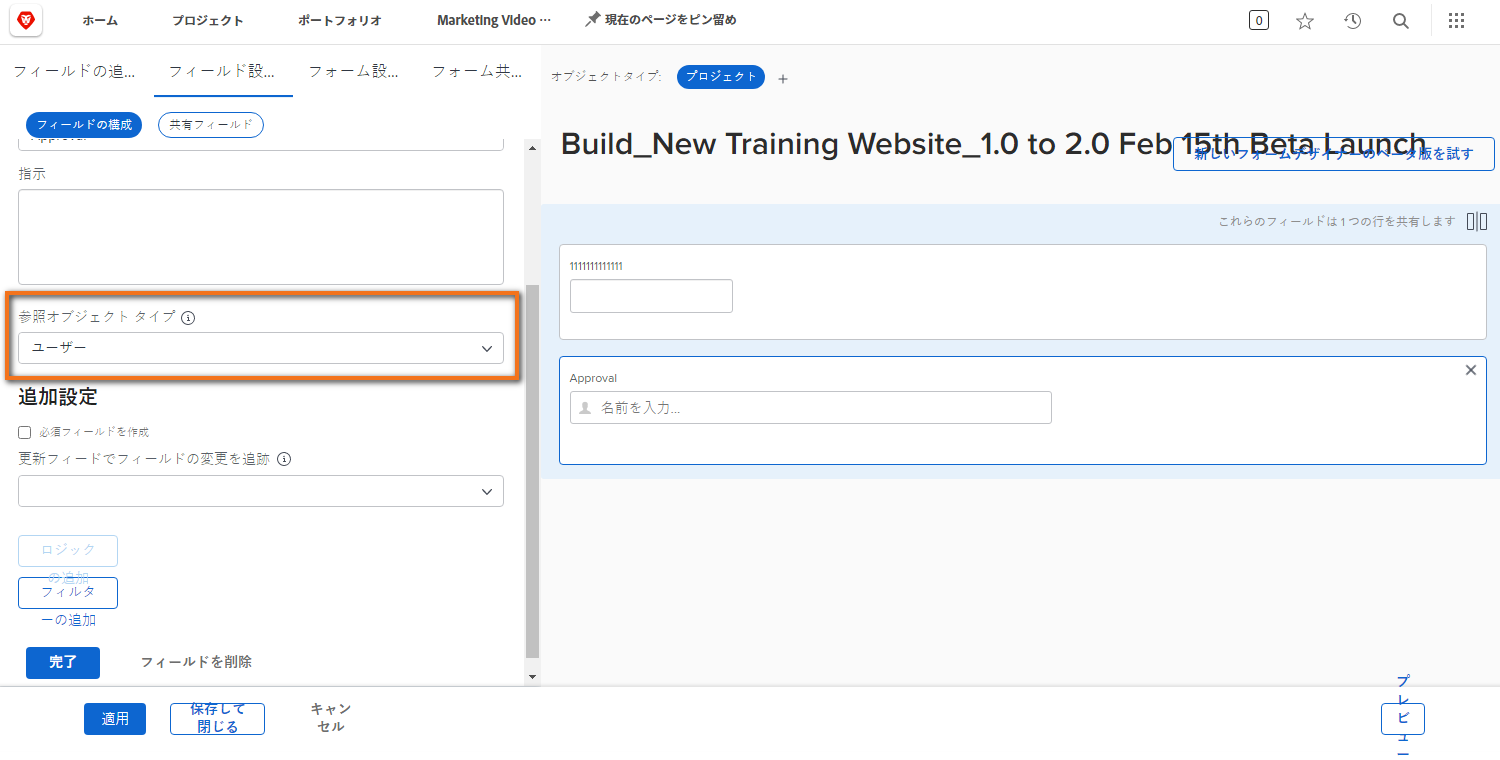 ホーム
プロジェクト
ポートフォリオ
Marketing Video ···
現在のページをピン留め
0
フィールドの追...
フィールド設...
フォーム設...
フォーム共...
フィールドの構成
共有フィールド
指示
参照オブジェクト タイプ
ユーザー
追加設定
必須フィールドを作成
更新フィードでフィールドの変更を追跡
ロジック
の追加
フィルタ
ーの追加
完了
フィールドを削除
オブジェクトタイプ:
プロジェクト
+
Build_New Training Website_1.0 to 2.0 Feb 15th Beta Launch
新しいフォームデザイナーのベータ版を試す
これらのフィールドは 1 つの行を共有します
1111111111111
Approval
名前を入力...
適用
保存して
閉じる
キャン
セル
プ
レ
ビ
ュ
ー